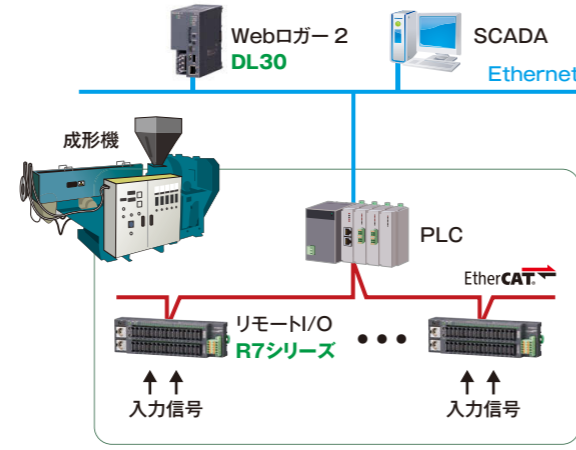 Webロガー 2
DL30
SCADA
Ethernet
成形機
PLC
EtherCAT®
リモートI/O
R7シリーズ
入力信号
入力信号